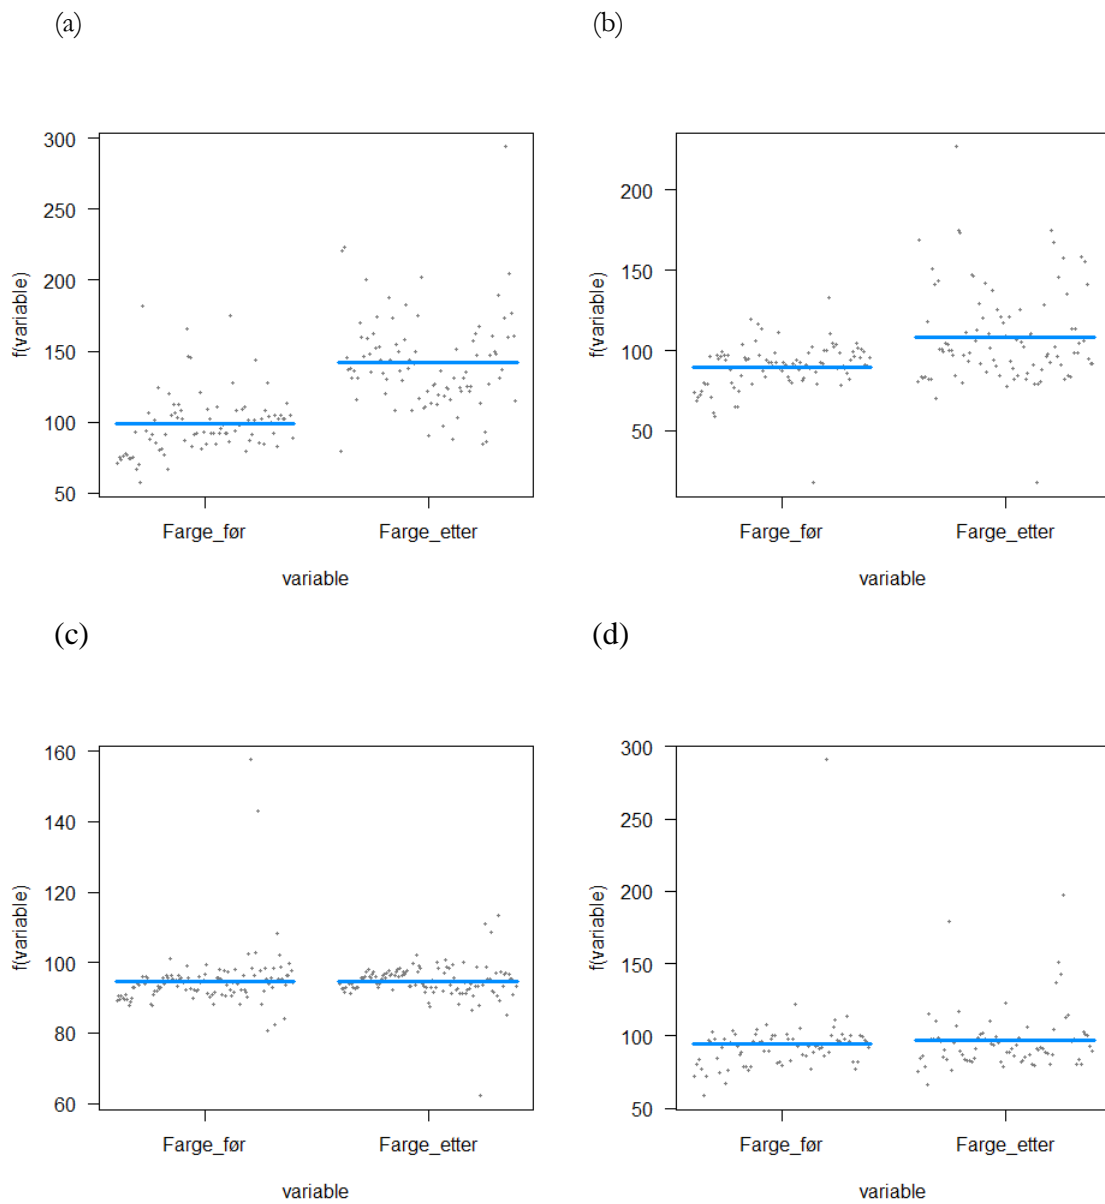 (a)
300
250
200
150
100
50
f(variable)
Farge_før Farge_etter
variable
(b)
200
150
100
50
f(variable)
Farge_før Farge_etter
variable
(c)
160
140
120
100
80
60
f(variable)
Farge_før Farge_etter
variable
(d)
300
250
200
150
100
50
f(variable)
Farge_før Farge_etter
variable